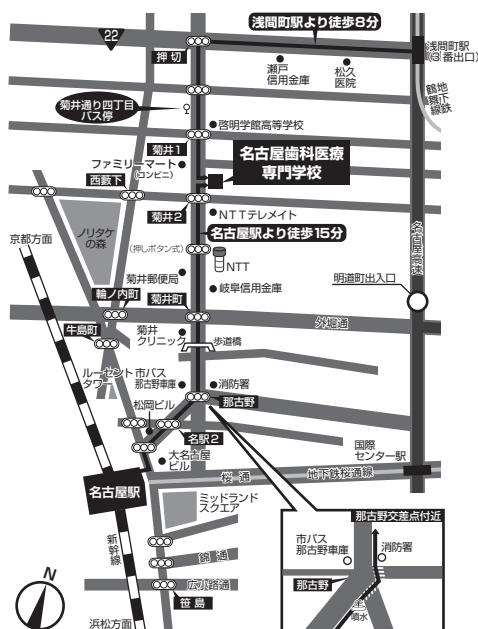 浅間町駅より徒歩8分
22
押切
瀬戸
信用金庫
松久
医院
浅間町駅
(③番出口)
地下鉄
鶴舞線
菊井通り四丁目
バス停
啓明学館高等学校
菊井1
ファミリーマート
(コンビニ)
名古屋歯科医療
専門学校
西藪下
菊井2
NTTテレメイト
ノリタケ
の森
名古屋駅より徒歩15分
(押しボタン式)
NTT
京都方面
名古屋高速
菊井郵便局
岐阜信用金庫
明道町出入口
輪ノ内町
菊井町
外堀通
牛島町
菊井
クリニック
歩道橋
ルーセント
タワー
市バス
那古野車庫
消防署
松岡ビル
那古野
名駅2
大名古屋
ビル
国際
センター駅
桜通
地下鉄桜通線
名古屋駅
ミッドランド
スクエア
那古野交差点付近
新幹線
市バス
那古野車庫
消防署
錦通
那古野
広小路通
噴水
N
笹島
浜松方面